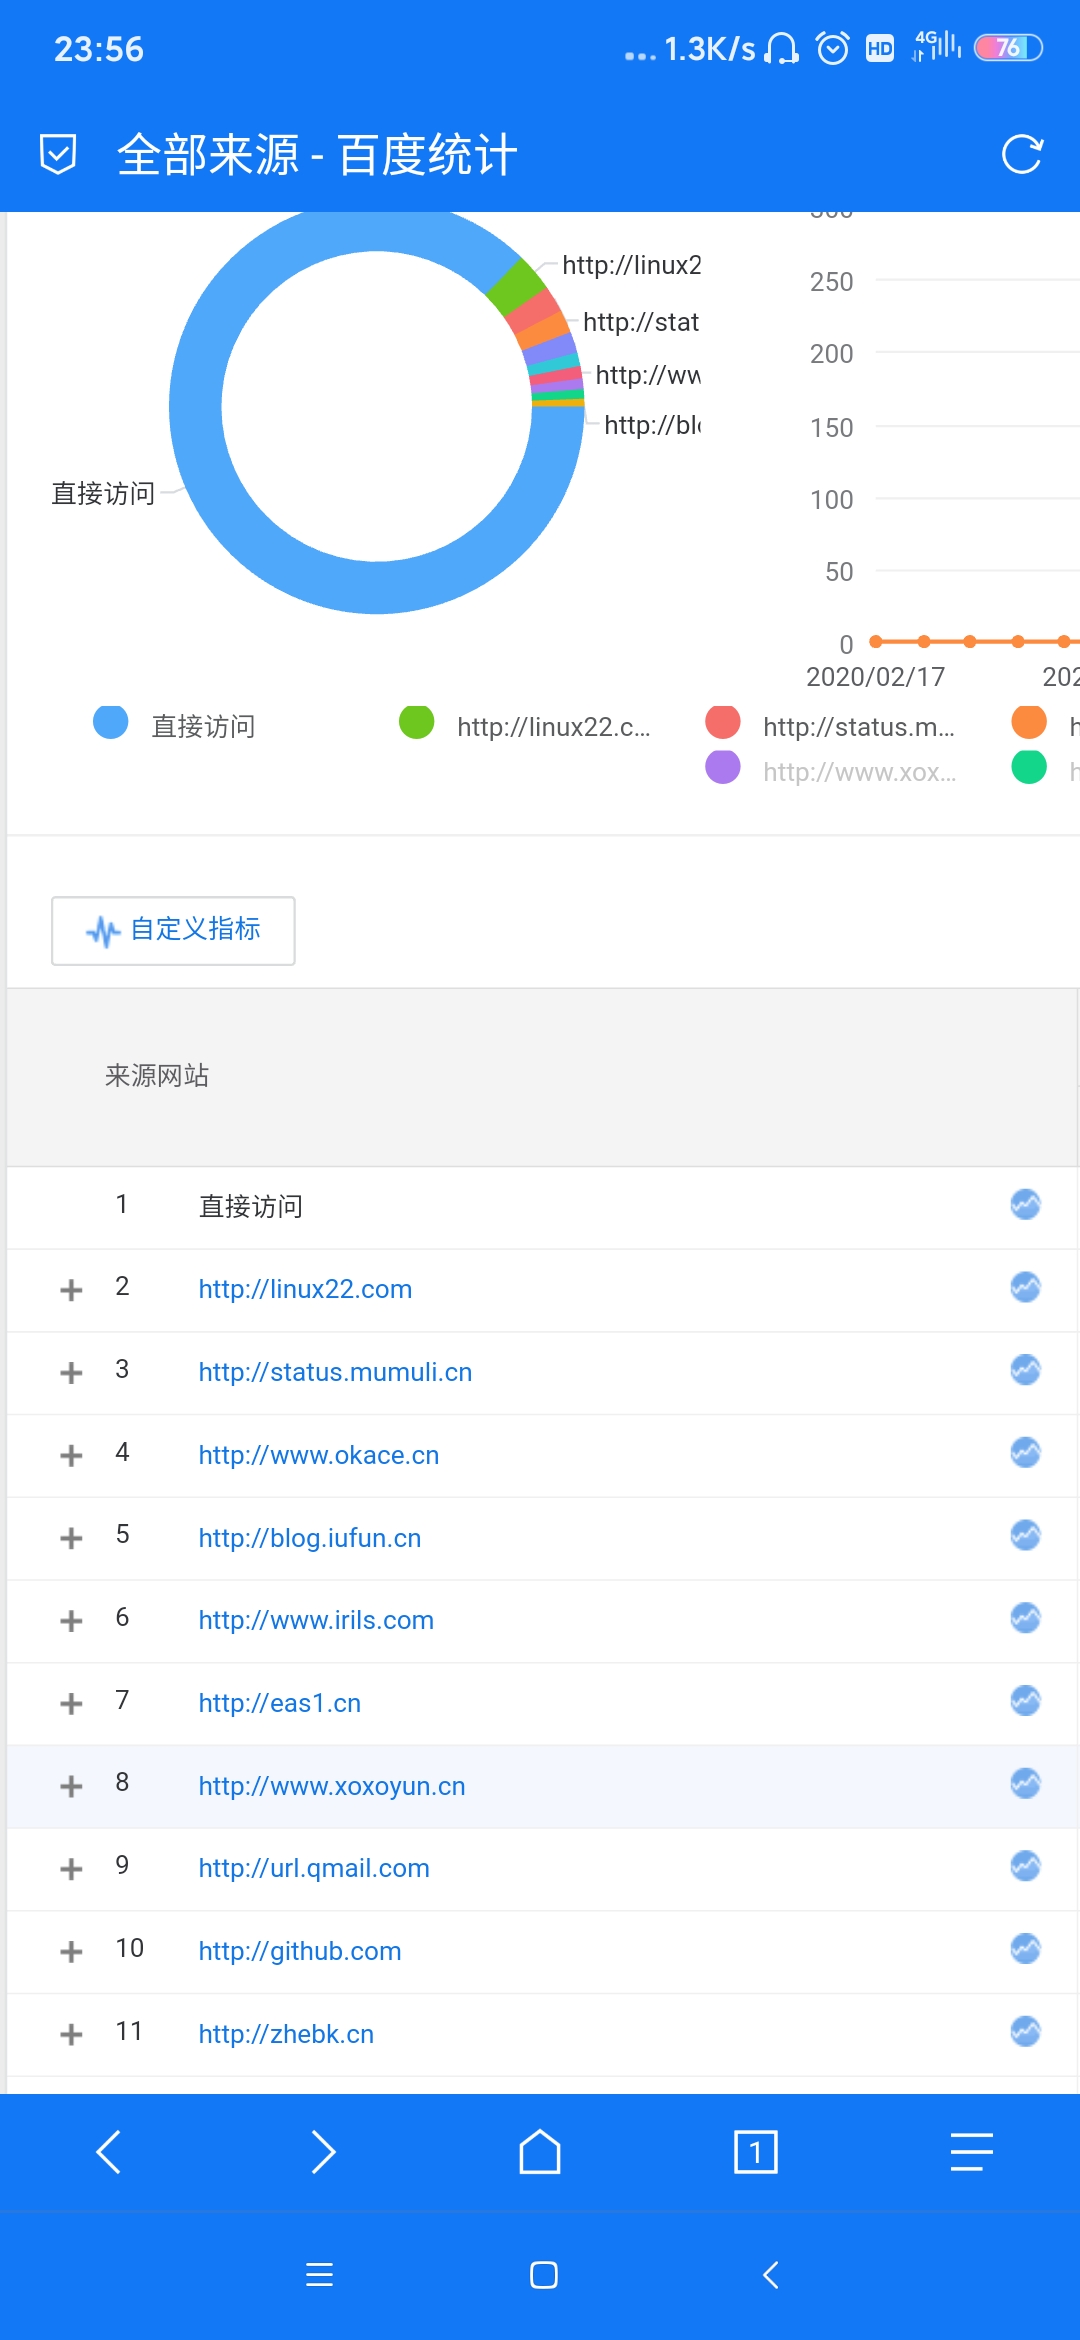 23:56
... 1.3K/s HD 4G 76
全部来源 - 百度统计
http://linux2
http://stat
http://ww
http://bl
直接访问
300
250
200
150
100
50
0
2020/02/17
202
直接访问
http://linux22.c...
http://status.m...
http://www.xox...
自定义指标
来源网站
1 直接访问
2 http://linux22.com
3 http://status.mumuli.cn
4 http://www.okace.cn
5 http://blog.iufun.cn
6 http://www.irils.com
7 http://eas1.cn
8 http://www.xoxoyun.cn
9 http://url.qmail.com
10 http://github.com
11 http://zhebk.cn
1